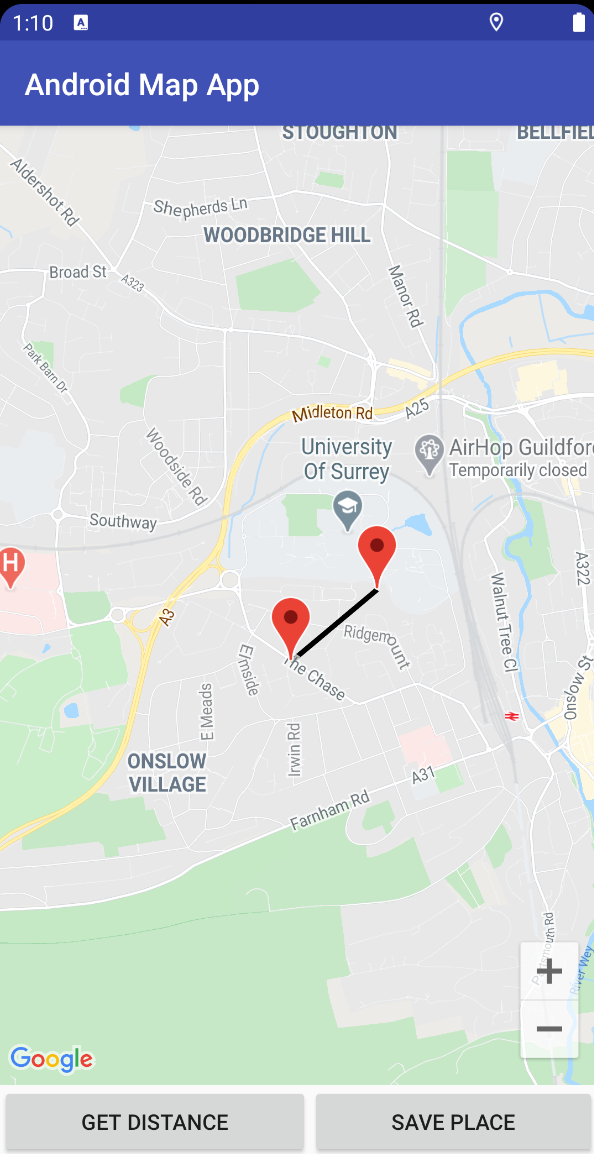 1:10
A
Android Map App
STOUGHTON
BELLFIEL
Aldershot Rd
Shepherds Ln
WOODBRIDGE HILL
Broad St
A323
Manor Rd
Park Barn Dr
Midleton Rd
A25
Woodside Rd
University
Of Surrey
AirHop Guildford
Temporarily closed
Southway
H
A322
A3
Walnut Tree Cl
Ridgemount
Elmside
The Chase
Onslow St
E Meads
Irwin Rd
ONSLOW
VILLAGE
A31
Farnham Rd
Portsmouth Rd
River Wey
+
−
Google
GET DISTANCE
SAVE PLACE